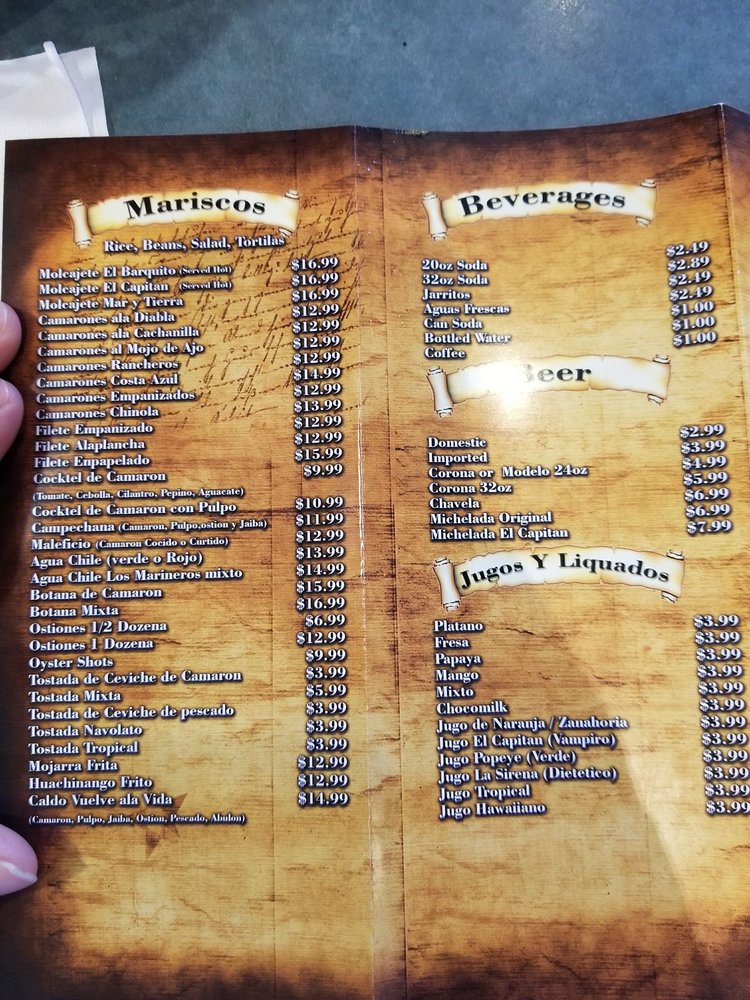 Mariscos
Rice, Beans, Salad, Tortilas
Molcajete El Barquito (Served Hot) $16.99
Molcajete El Capitan (Served Hot) $16.99
Molcajete Mar y Tierra $16.99
Camarones ala Diabla $12.99
Camarones ala Cachanilla $12.99
Camarones al Mojo de Ajo $12.99
Camarones Rancheros $12.99
Camarones Costa Azul $14.99
Camarones Empanizados $12.99
Camarones Chinola $13.99
Filete Empanizado $12.99
Filete Alaplancha $12.99
Filete Enpapelado $15.99
Cocktel de Camaron $9.99
(Tomate, Cebolla, Cilantro, Pepino, Aguacate)
Cocktel de Camaron con Pulpo $10.99
Campechana (Camaron, Pulpo,ostion y Jaiba) $11.99
Maleficio (Camaron Cocido o Curtido) $12.99
Agua Chile (verde o Rojo) $13.99
Agua Chile Los Marineros mixto $14.99
Botana de Camaron $15.99
Botana Mixta $16.99
Ostiones 1/2 Dozena $6.99
Ostiones 1 Dozena $12.99
Oyster Shots $9.99
Tostada de Ceviche de Camaron $3.99
Tostada Mixta $5.99
Tostada de Ceviche de pescado $3.99
Tostada Navolato $3.99
Tostada Tropical $3.99
Mojarra Frita $12.99
Huachinango Frito $12.99
Caldo Vuelve ala Vida $14.99
(Camaron, Pulpo, Jaiba, Ostion, Pescado, Abulon)
Beverages
20oz Soda $2.49
32oz Soda $2.89
Jarritos $2.49
Aguas Frescas $2.49
Can Soda $1.00
Bottled Water $1.00
Coffee $1.00
Beer
Domestic $2.99
Imported $3.99
Corona or Modelo 24oz $4.99
Corona 32oz $5.99
Chavela $6.99
Michelada Original $6.99
Michelada El Capitan $7.99
Jugos Y Liquados
Platano $3.99
Fresa $3.99
Papaya $3.99
Mango $3.99
Mixto $3.99
Chocomilk $3.99
Jugo de Naranja / Zanahoria $3.99
Jugo El Capitan (Vampiro) $3.99
Jugo Popeye (Verde) $3.99
Jugo La Sirena (Dietetico) $3.99
Jugo Tropical $3.99
Jugo Hawaiiano $3.99